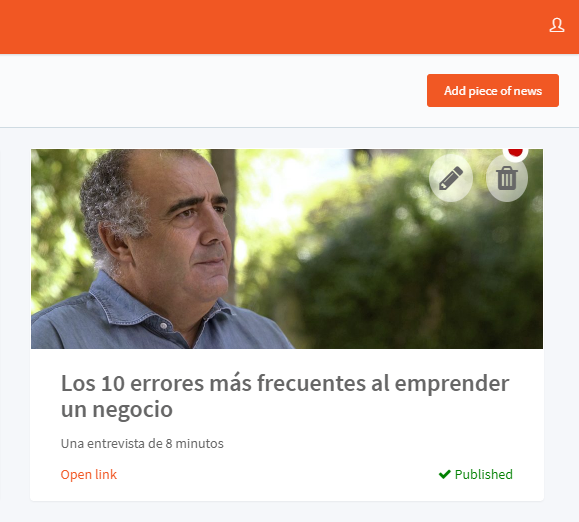 Add piece of news
Los 10 errores más frecuentes al emprender
un negocio
Una entrevista de 8 minutos
Open link
Published